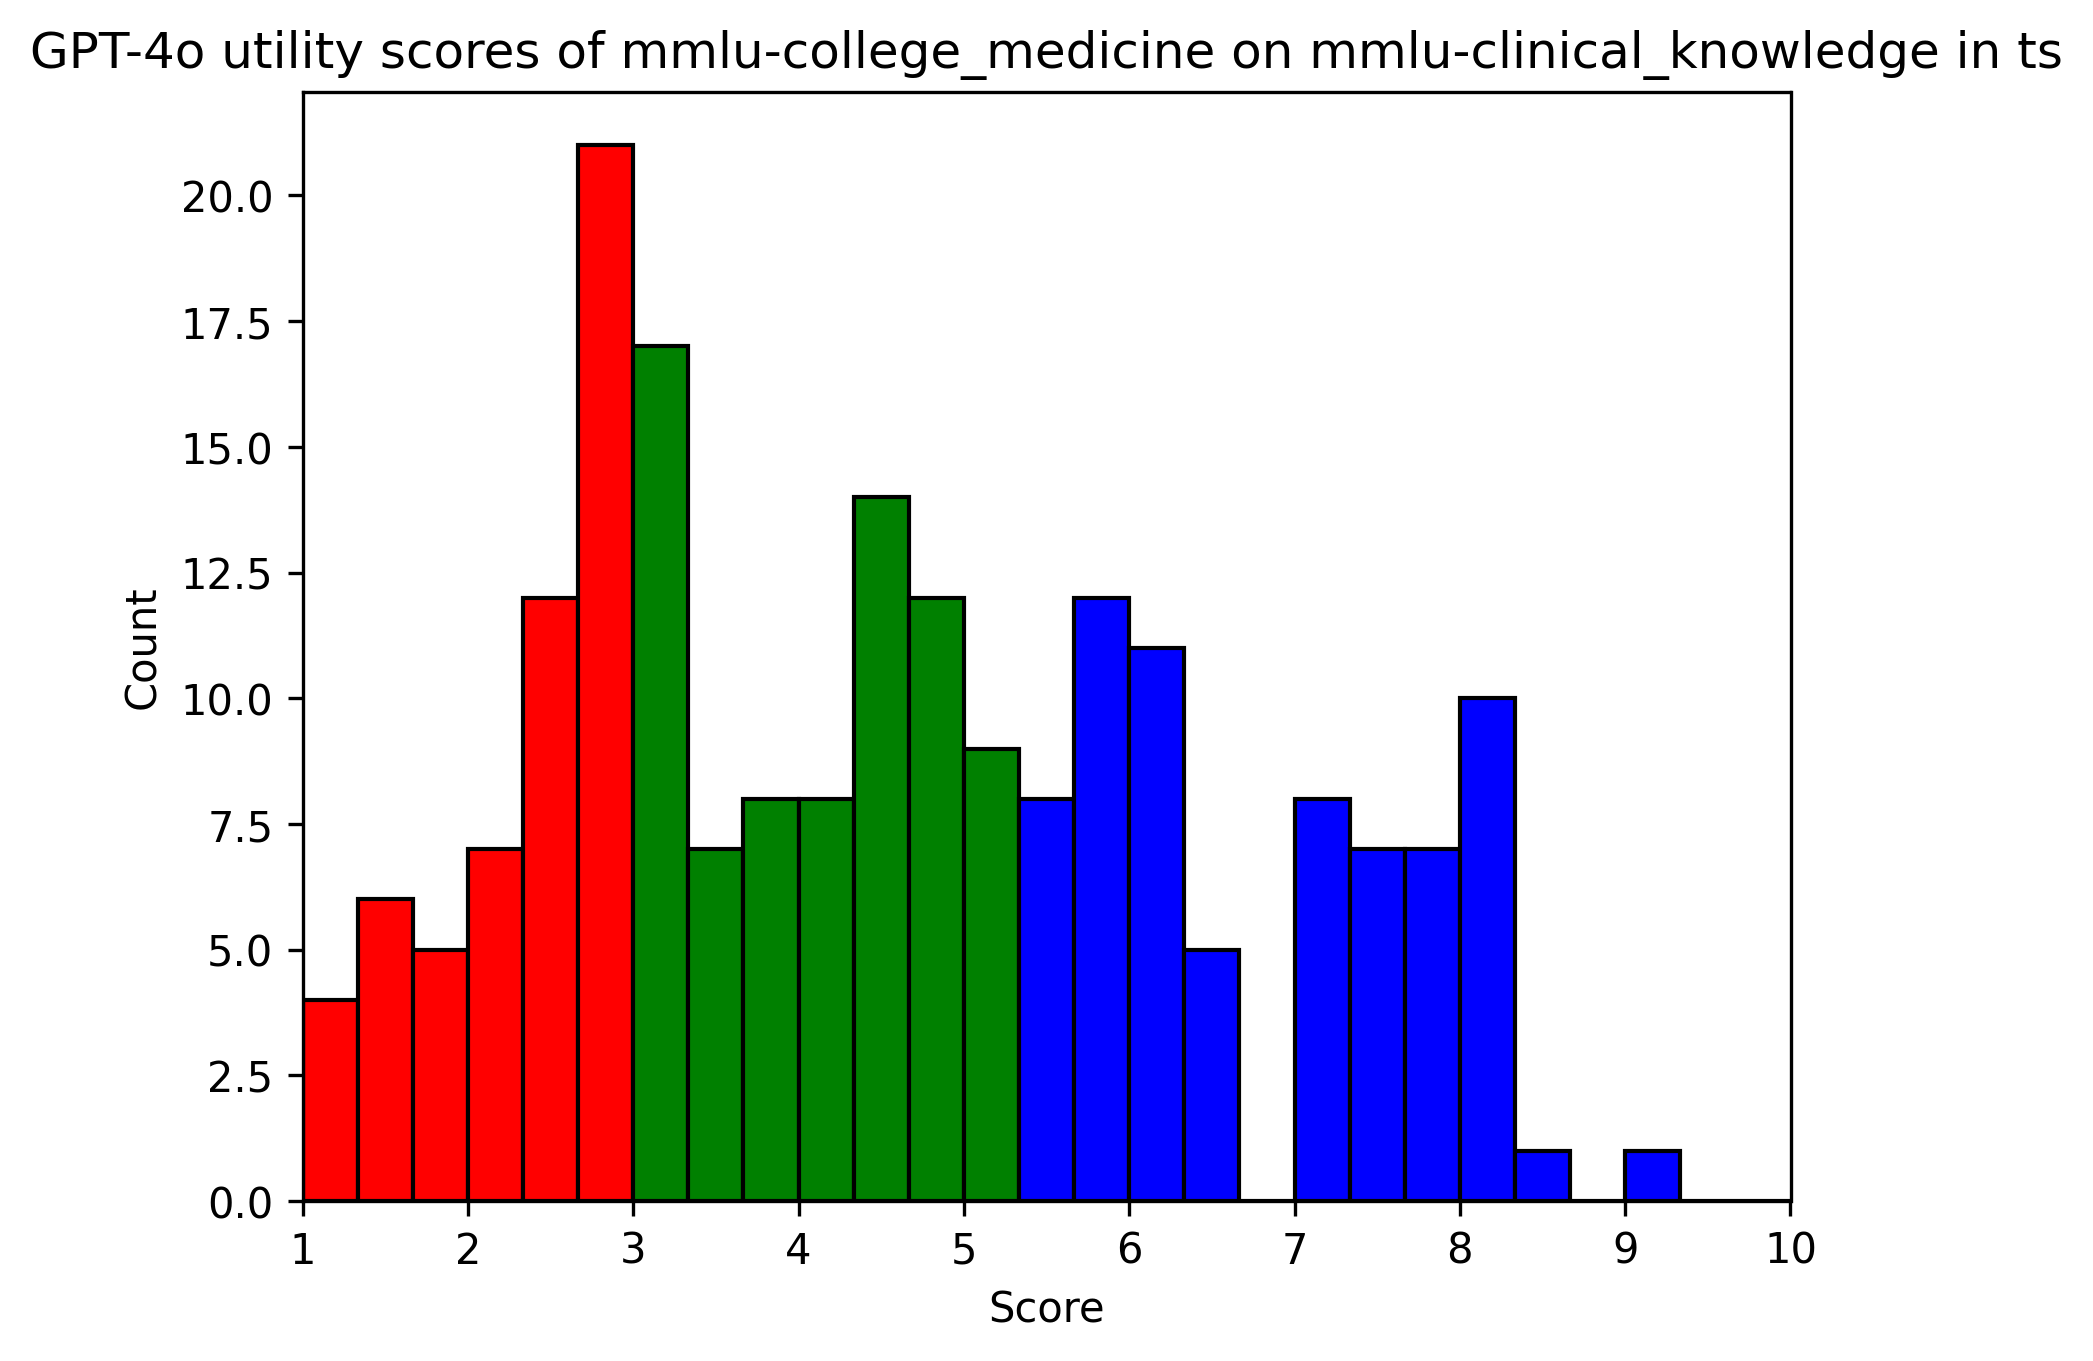 GPT-4o utility scores of mmlu-college_medicine on mmlu-clinical_knowledge in ts
20.0
17.5
15.0
12.5
10.0
7.5
5.0
2.5
0.0
Count
1 2 3 4 5 6 7 8 9 10
Score